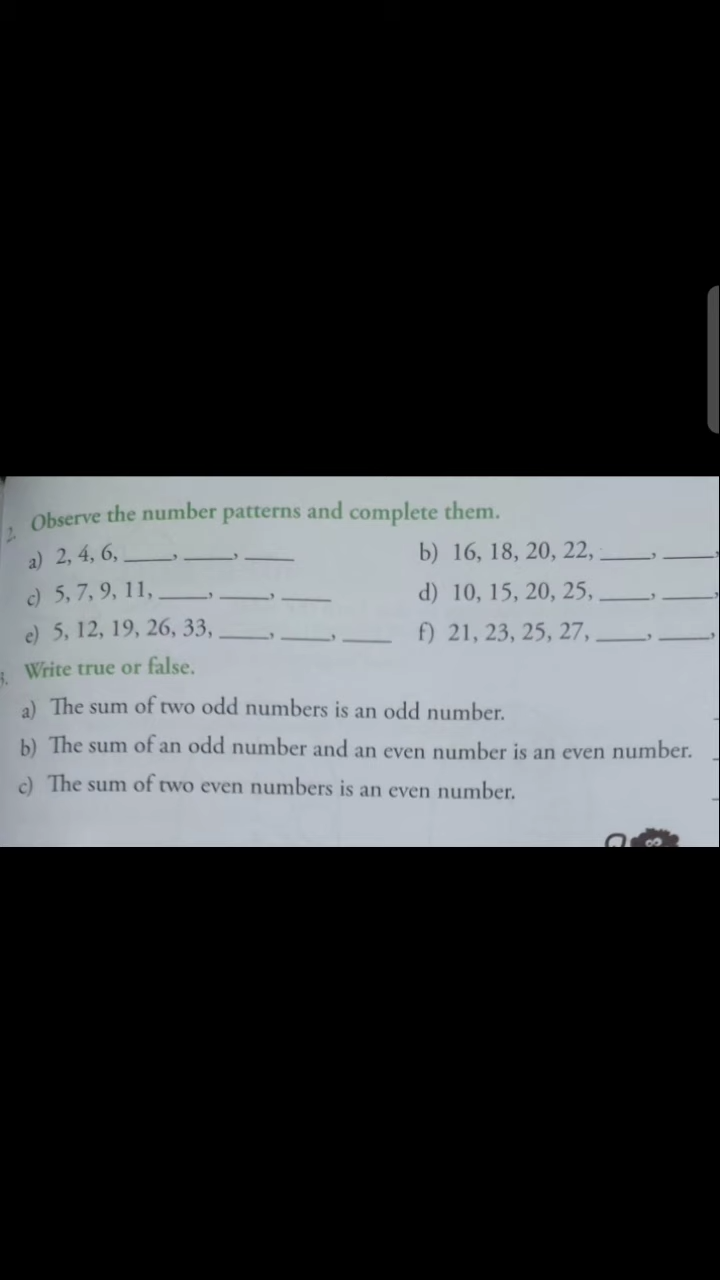 2. Observe the number patterns and complete them.
a) 2, 4, 6, ____, ____, ____
b) 16, 18, 20, 22, ____, ____,
c) 5, 7, 9, 11, ____, ____, ____
d) 10, 15, 20, 25, ____, ____,
e) 5, 12, 19, 26, 33, ____, ____, ____
f) 21, 23, 25, 27, ____, ____,
3. Write true or false.
a) The sum of two odd numbers is an odd number.
b) The sum of an odd number and an even number is an even number.
c) The sum of two even numbers is an even number.